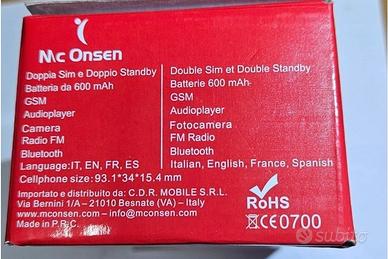 Mc Onsen
Doppia Sim e Doppio Standby
Batteria da 600 mAh
GSM
Audioplayer
Camera
Radio FM
Bluetooth
Language:IT, EN, FR, ES
Cellphone size:93.1*34*15.4 mm
Double Sim et Double Standby
Batterie 600 mAh
GSM
Audioplayer
Fotocamera
FM Radio
Bluetooth
Italian, English, France, Spanish
Importato e distribuito da: C.D.R. MOBILE S.R.L.
Via Bernini 1/A – 21010 Besnate (VA) – Italy
www.mconsen.com – info@mconsen.com
Made in P.R.C.
RoHS
CE0700
subito